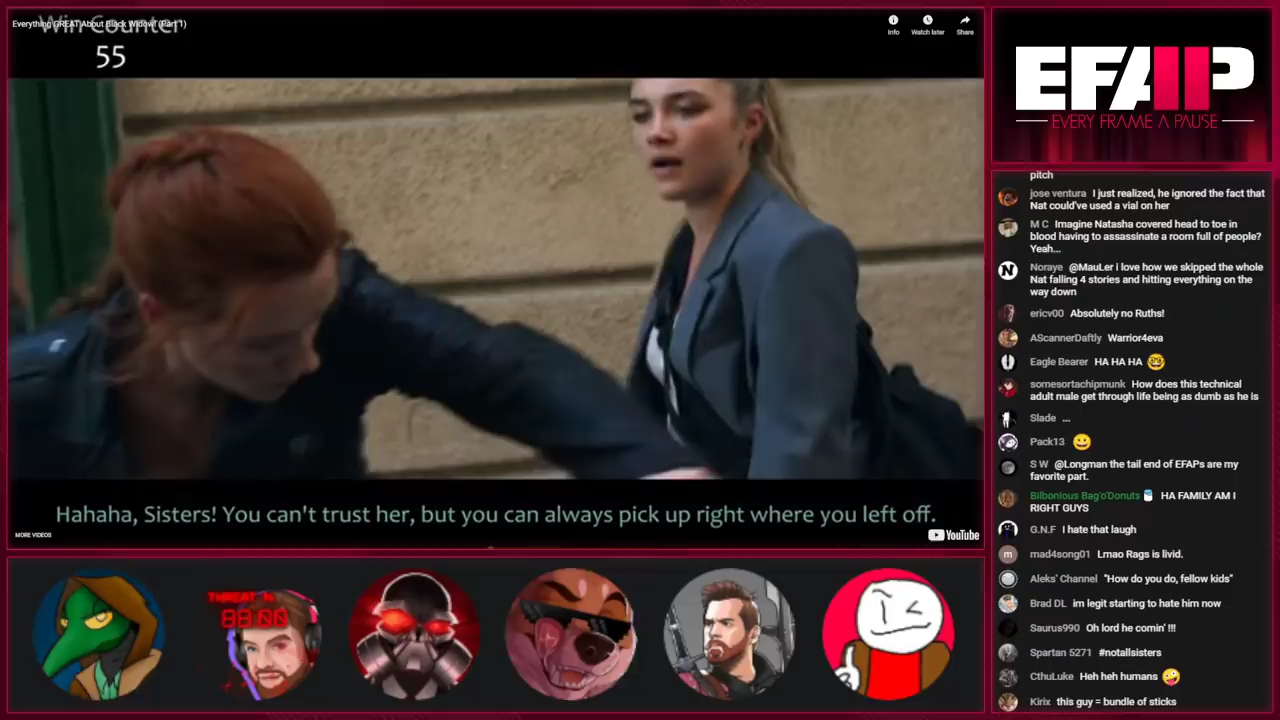 Everything GREAT About Black Widow! (Part 1)
Win Counter
55
Info
Watch later
Share
Hahaha, Sisters! You can't trust her, but you can always pick up right where you left off.
MORE VIDEOS
YouTube
EFAP
EVERY FRAME A PAUSE
pitch
jose ventura I just realized, he ignored the fact that
Nat could've used a vial on her
M C Imagine Natasha covered head to toe in
blood having to assassinate a room full of people?
Yeah...
Noraye @MauLer i love how we skipped the whole
Nat falling 4 stories and hitting everything on the
way down
ericv00 Absolutely no Ruths!
AScannerDaftly Warrior4eva
Eagle Bearer HA HA HA 🤓
somesortachipmunk How does this technical
adult male get through life being as dumb as he is
Slade ...
Pack13 😀
S W @Longman the tail end of EFAPs are my
favorite part.
Bilbonious Bag'o'Donuts HA FAMILY AM I
RIGHT GUYS
G.N.F I hate that laugh
m
mad4song01 Lmao Rags is livid.
Aleks' Channel "How do you do, fellow kids"
Brad DL im legit starting to hate him now
Saurus990 Oh lord he comin' !!!
Spartan 5271 #notallsisters
CthuLuke Heh heh humans 🤪
Kirix this guy = bundle of sticks